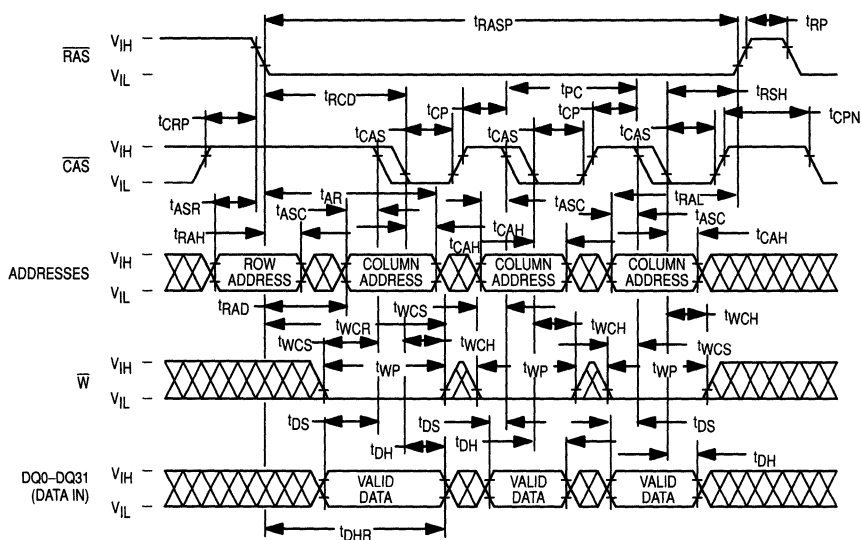 tRASP tRP
RAS VIH
VIL
tRCD tPC tRSH
tCP tCP tCPN
tCRP tCAS tCAS tCAS
CAS VIH
VIL
tASR tAR tRAL
tASC tASC tASC
tRAH tCAH tCAH tCAH
ADDRESSES VIH
VIL
ROW ADDRESS COLUMN ADDRESS COLUMN ADDRESS COLUMN ADDRESS
tRAD tWCS tWCH
tWCR tWCH
tWCS tWCH tWCS
W VIH
VIL
tWP tWP tWP
tDS tDS tDS
tDH tDH tDH
DQ0–DQ31 (DATA IN) VIH
VIL
VALID DATA VALID DATA VALID DATA
tDHR